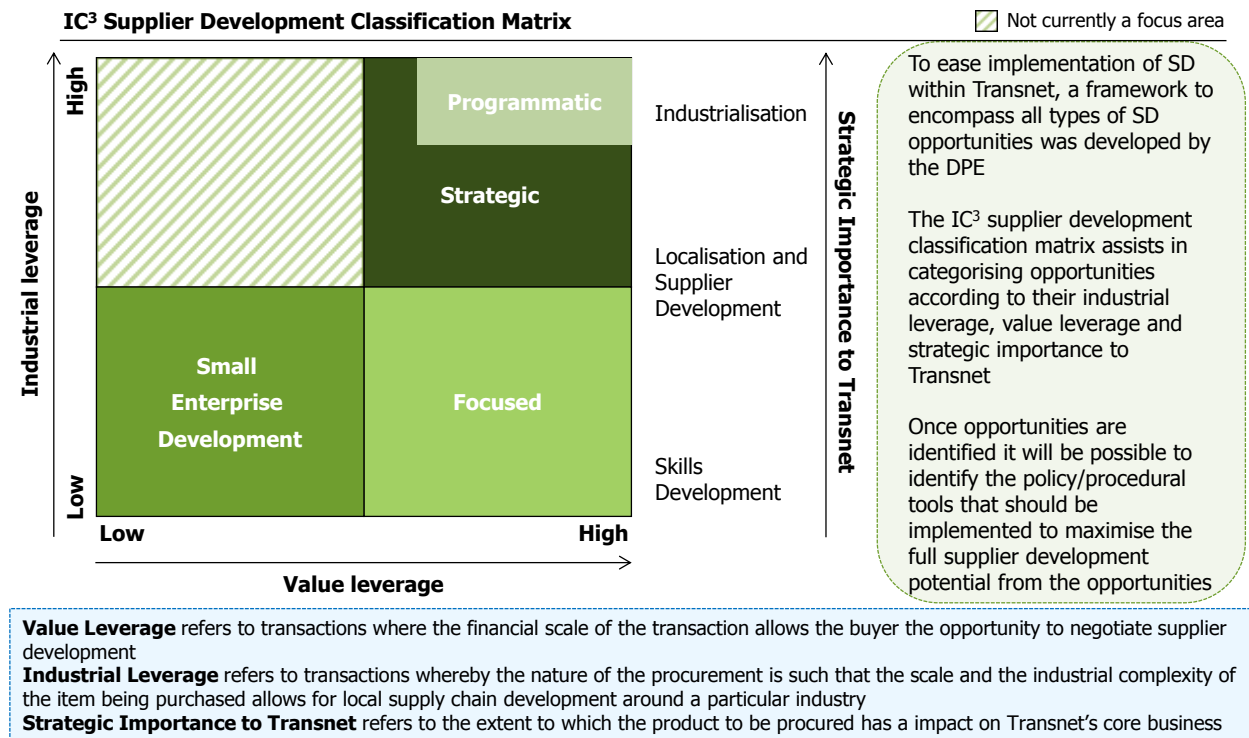 IC³ Supplier Development Classification Matrix
Not currently a focus area
High
Industrial leverage
Low
Programmatic
Strategic
Small
Enterprise
Development
Focused
Low
High
Value leverage
Industrialisation
Localisation and
Supplier
Development
Skills
Development
Strategic Importance to Transnet
To ease implementation of SD
within Transnet, a framework to
encompass all types of SD
opportunities was developed by
the DPE
The IC³ supplier development
classification matrix assists in
categorising opportunities
according to their industrial
leverage, value leverage and
strategic importance to
Transnet
Once opportunities are
identified it will be possible to
identify the policy/procedural
tools that should be
implemented to maximise the
full supplier development
potential from the opportunities
Value Leverage refers to transactions where the financial scale of the transaction allows the buyer the opportunity to negotiate supplier
development
Industrial Leverage refers to transactions whereby the nature of the procurement is such that the scale and the industrial complexity of
the item being purchased allows for local supply chain development around a particular industry
Strategic Importance to Transnet refers to the extent to which the product to be procured has a impact on Transnet's core business